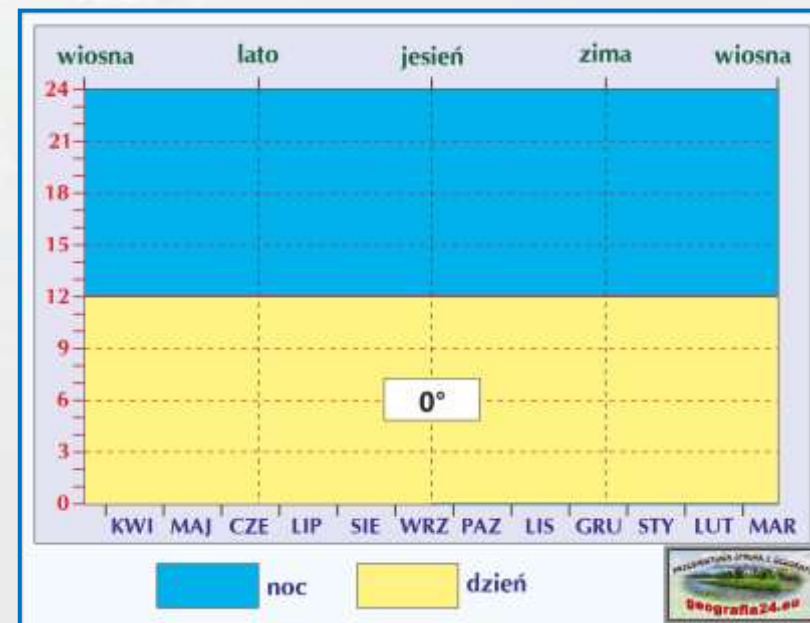 wiosna lato jesień zima wiosna
24
21
18
15
12
9
0°
6
3
0
KWI MAJ CZE LIP SIE WRZ PAZ LIS GRU STY LUT MAR
noc dzień
geografia24.eu